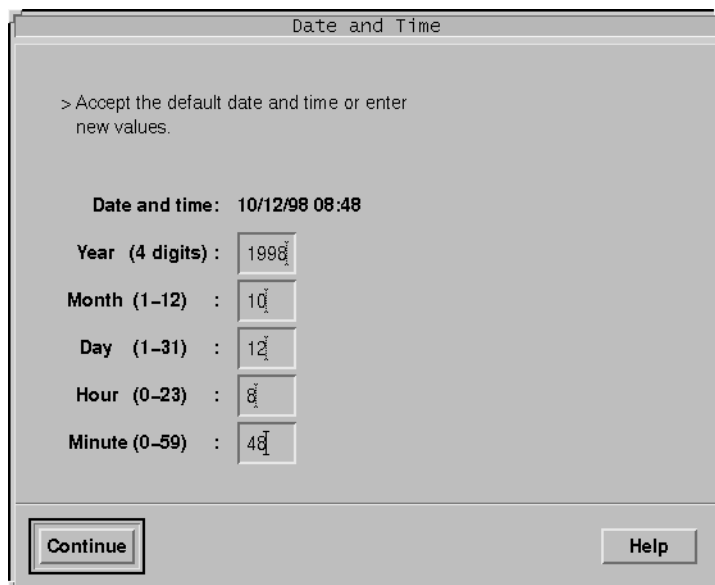 Date and Time
> Accept the default date and time or enter
new values.
Date and time: 10/12/98 08:48
Year (4 digits) : 1998
Month (1–12) : 10
Day (1–31) : 12
Hour (0–23) : 8
Minute (0–59) : 48
Continue Help